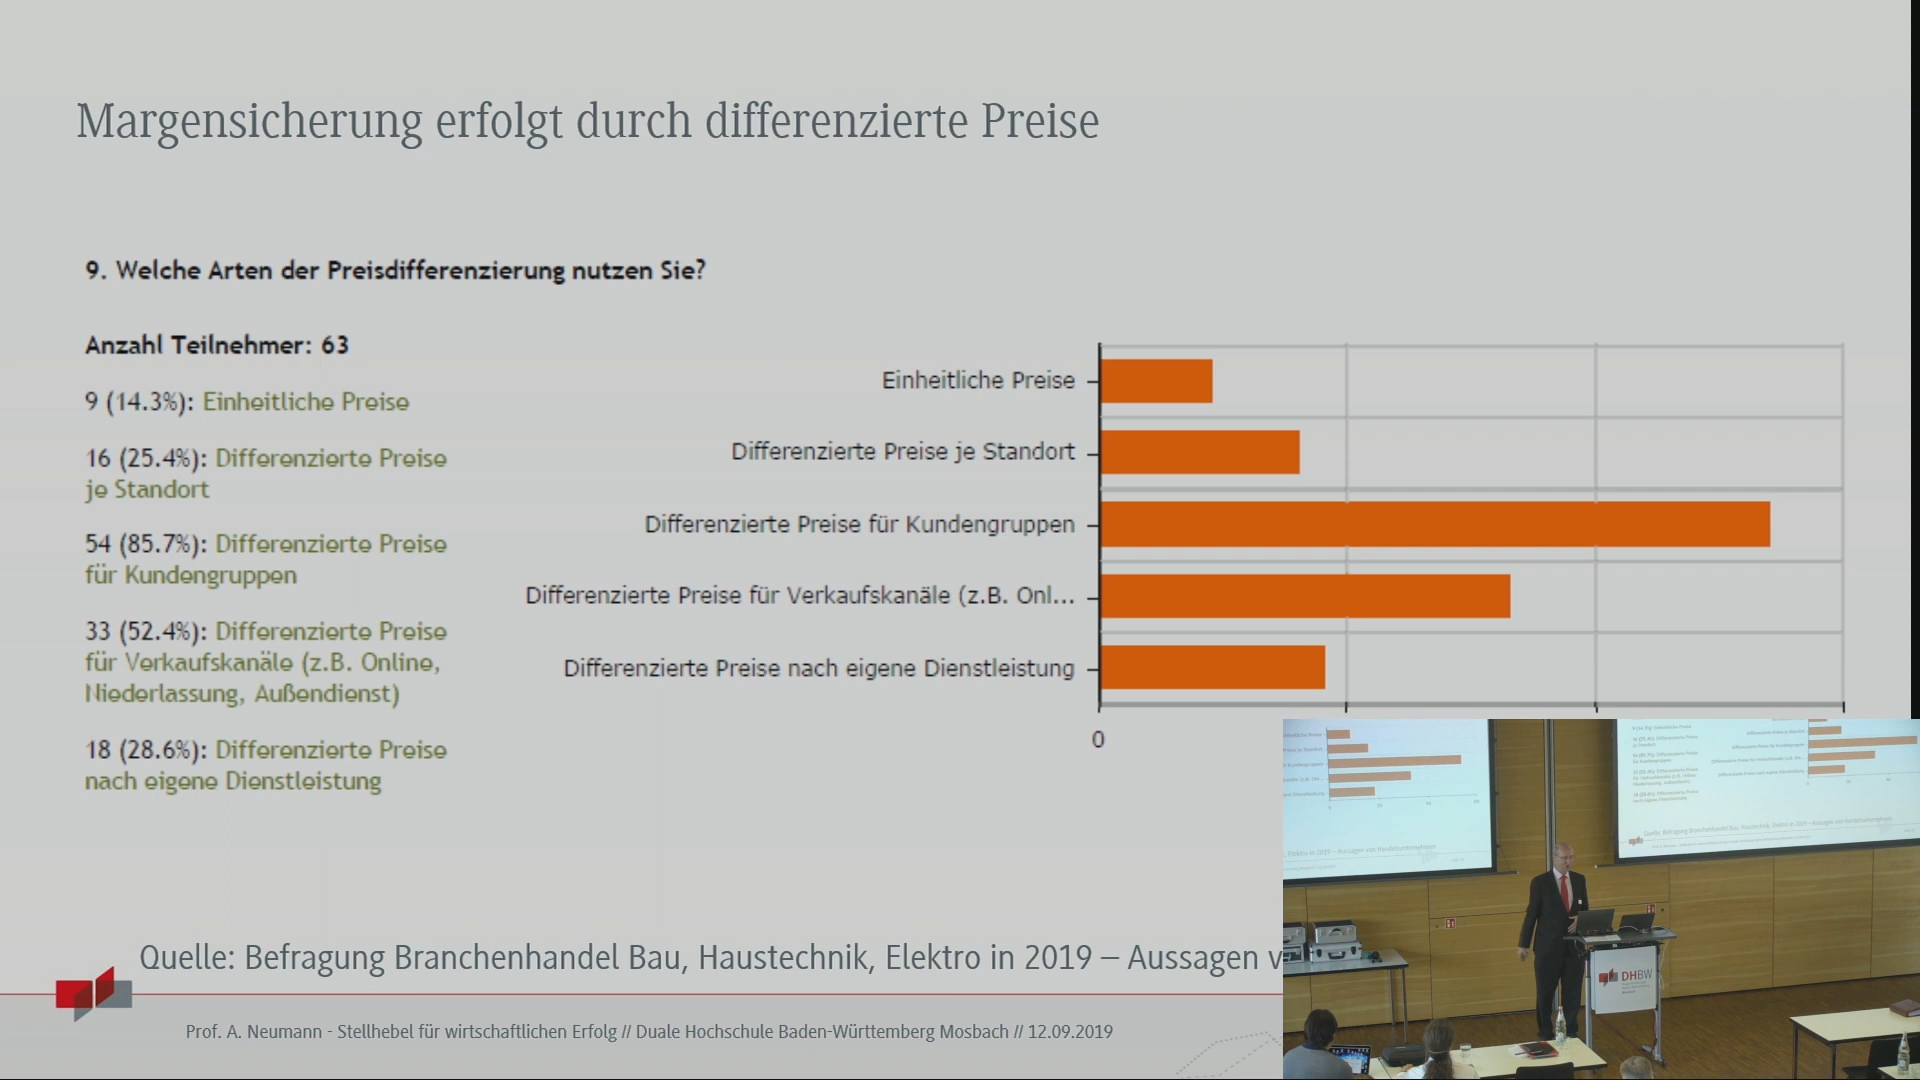 Margensicherung erfolgt durch differenzierte Preise
9. Welche Arten der Preisdifferenzierung nutzen Sie?
Anzahl Teilnehmer: 63
9 (14.3%): Einheitliche Preise
16 (25.4%): Differenzierte Preise
je Standort
54 (85.7%): Differenzierte Preise
für Kundengruppen
33 (52.4%): Differenzierte Preise
für Verkaufskanäle (z.B. Online,
Niederlassung, Außendienst)
18 (28.6%): Differenzierte Preise
nach eigene Dienstleistung
Einheitliche Preise
Differenzierte Preise je Standort
Differenzierte Preise für Kundengruppen
Differenzierte Preise für Verkaufskanäle (z.B. Onl...
Differenzierte Preise nach eigene Dienstleistung
0
Quelle: Befragung Branchenhandel Bau, Haustechnik, Elektro in 2019 – Aussagen v
Prof. A. Neumann - Stellhebel für wirtschaftlichen Erfolg // Duale Hochschule Baden-Württemberg Mosbach // 12.09.2019
DHBW